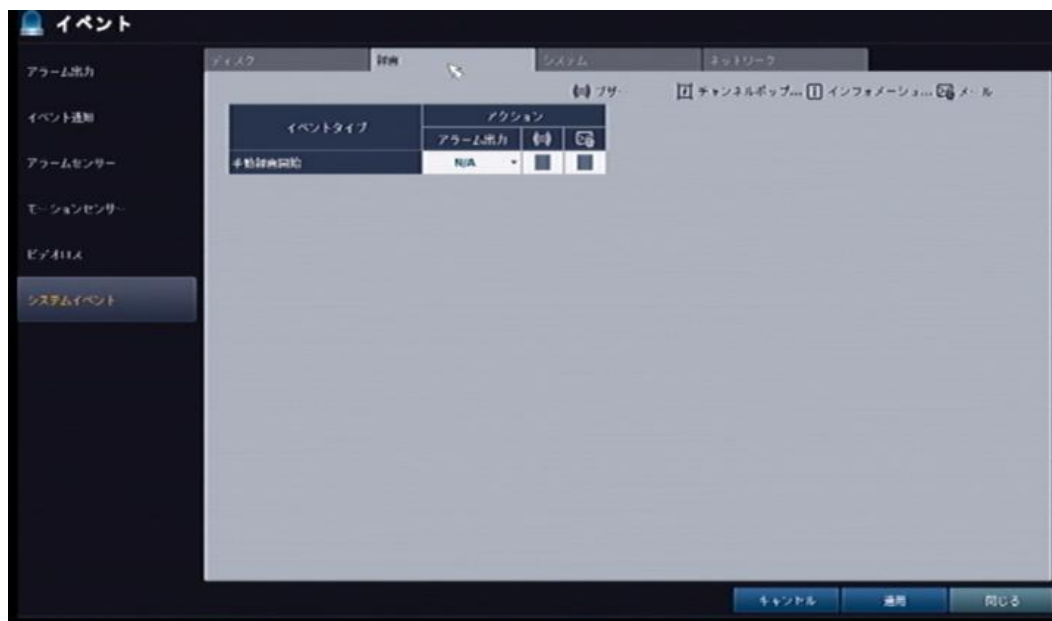 イベント
アラーム出力
イベント通知
アラームセンサー
モーションセンサー
ビデオロス
システムイベント
ディスク 録画 システム ネットワーク
ブザー チャンネルポップ... インフォメーショ... メール
イベントタイプ アクション
アラーム出力
手動録画開始 N/A
キャンセル 適用 閉じる